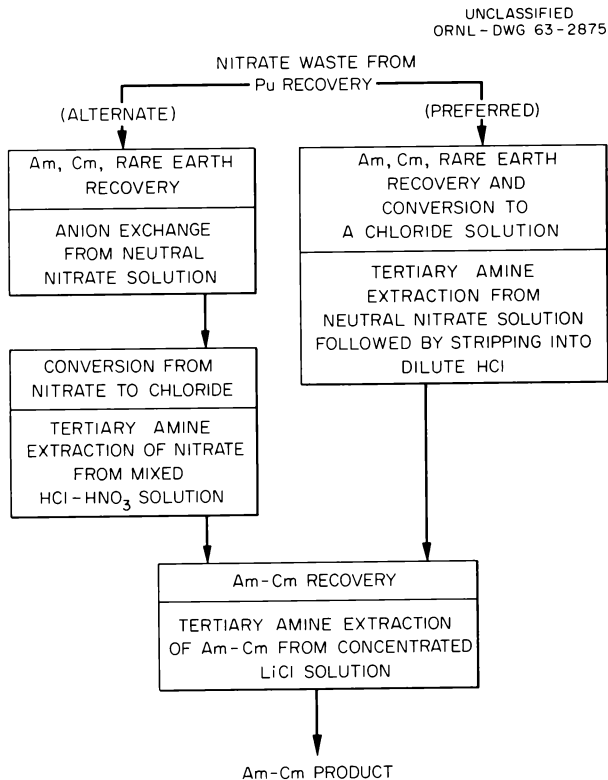 UNCLASSIFIED
ORNL-DWG 63-2875
NITRATE WASTE FROM
Pu RECOVERY
(ALTERNATE)
(PREFERRED)
Am, Cm, RARE EARTH
RECOVERY
ANION EXCHANGE
FROM NEUTRAL
NITRATE SOLUTION
Am, Cm, RARE EARTH
RECOVERY AND
CONVERSION TO
A CHLORIDE SOLUTION
TERTIARY AMINE
EXTRACTION FROM
NEUTRAL NITRATE SOLUTION
FOLLOWED BY STRIPPING INTO
DILUTE HCl
CONVERSION FROM
NITRATE TO CHLORIDE
TERTIARY AMINE
EXTRACTION OF NITRATE
FROM MIXED
HCl-HNO₃ SOLUTION
Am-Cm RECOVERY
TERTIARY AMINE EXTRACTION
OF Am-Cm FROM CONCENTRATED
LiCl SOLUTION
Am-Cm PRODUCT